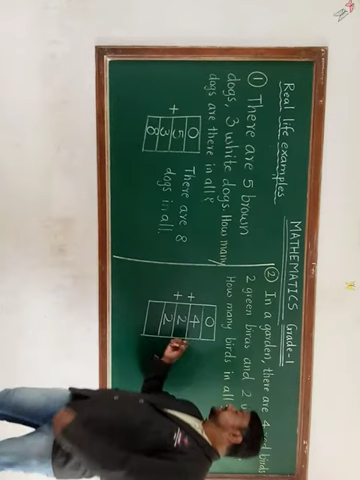 MATHEMATICS Grade-1
Real life examples
① There are 5 brown
dogs, 3 white dogs. How many
dogs are there in all?
0
5
+ 3
8
There are 8
dogs in all.
② In a garden, there are 4 red birds
2 green birds and 2
How many birds in all
0
+ 4
+ 2
2